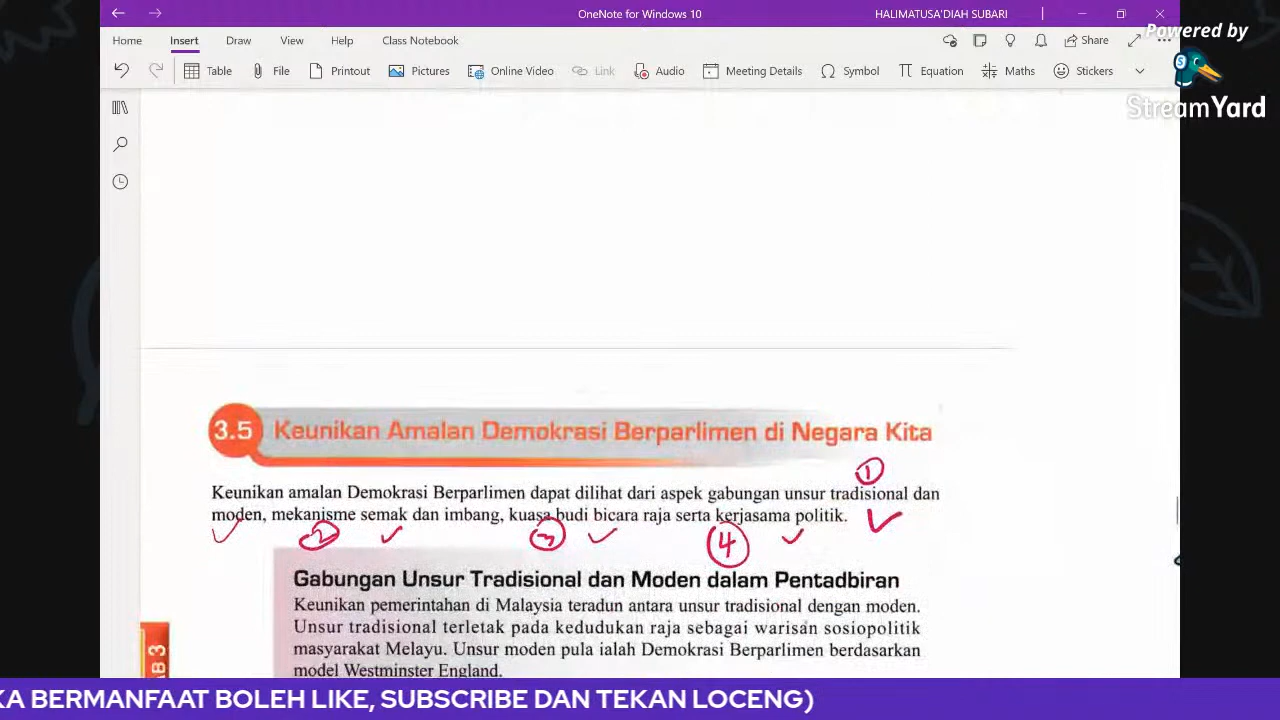 OneNote for Windows 10
HALIMATUSA'DIAH SUBARI
Powered by
StreamYard
Home Insert Draw View Help Class Notebook Share
Table File Printout Pictures Online Video Link Audio Meeting Details Symbol Equation Maths Stickers
3.5 Keunikan Amalan Demokrasi Berparlimen di Negara Kita
1
Keunikan amalan Demokrasi Berparlimen dapat dilihat dari aspek gabungan unsur tradisional dan
moden, mekanisme semak dan imbang, kuasa budi bicara raja serta kerjasama politik.
2 3 4
Gabungan Unsur Tradisional dan Moden dalam Pentadbiran
Keunikan pemerintahan di Malaysia teradun antara unsur tradisional dengan moden.
Unsur tradisional terletak pada kedudukan raja sebagai warisan sosiopolitik
masyarakat Melayu. Unsur moden pula ialah Demokrasi Berparlimen berdasarkan
model Westminster England.
AB 3
KA BERMANFAAT BOLEH LIKE, SUBSCRIBE DAN TEKAN LOCENG)